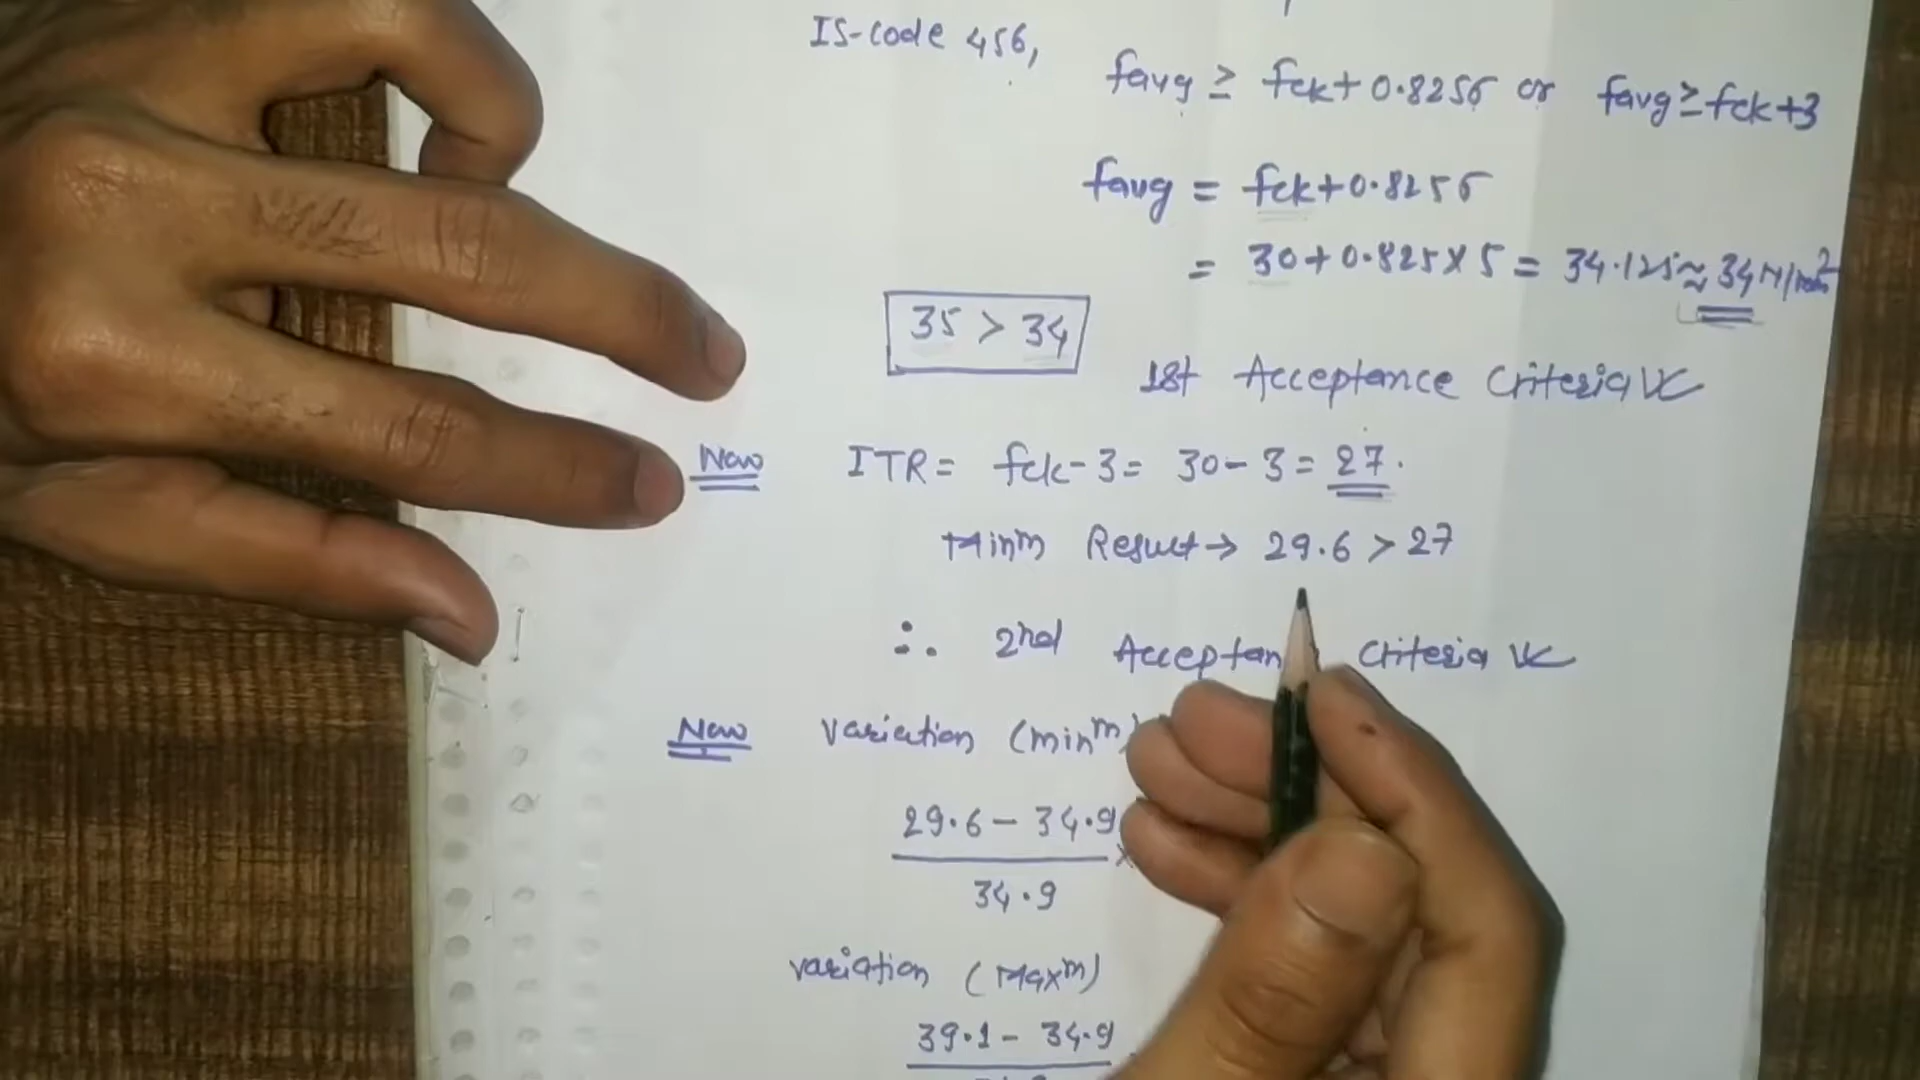 IS-code 456,
favg ≥ fck+0.825σ or favg ≥ fck+3
favg = fck+0.825σ
= 30+0.825×5 = 34.125≈34N/mm²
35 > 34
1st Acceptance Criteria
Now ITR= fck-3= 30-3=27.
Minm Result→ 29.6 > 27
∴ 2nd Acceptan Criteria
Now Variation (minm)
29.6 - 34.9
34.9
variation (Maxm)
39.1 - 34.9